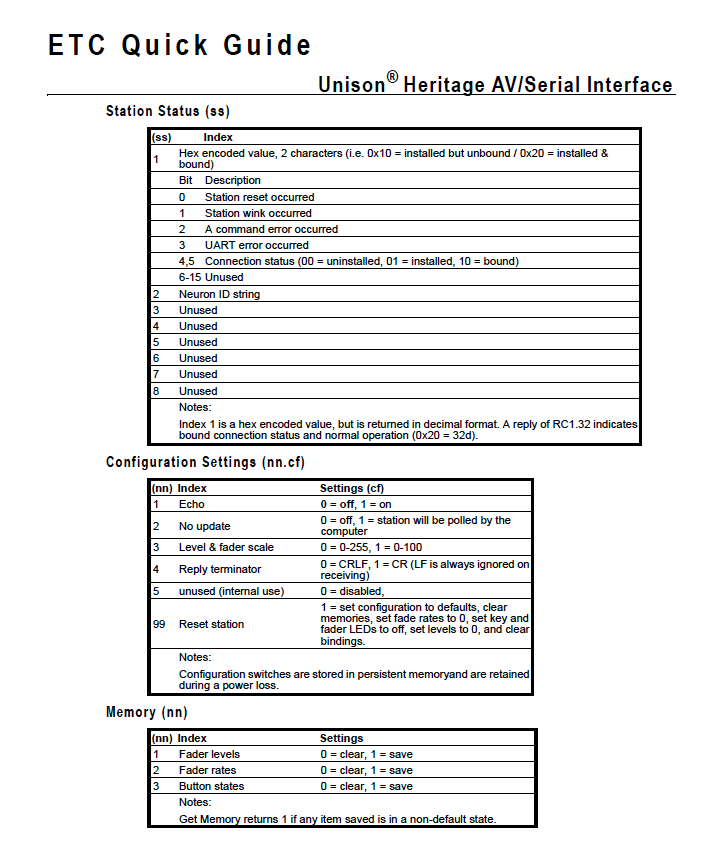 ETC Quick Guide
Unison® Heritage AV/Serial Interface
Station Status (ss)
(ss) Index
1 Hex encoded value, 2 characters (i.e. 0x10 = installed but unbound / 0x20 = installed &
bound)
Bit Description
0 Station reset occurred
1 Station wink occurred
2 A command error occurred
3 UART error occurred
4,5 Connection status (00 = uninstalled, 01 = installed, 10 = bound)
6-15 Unused
2 Neuron ID string
3 Unused
4 Unused
5 Unused
6 Unused
7 Unused
8 Unused
Notes:
Index 1 is a hex encoded value, but is returned in decimal format. A reply of RC1.32 indicates
bound connection status and normal operation (0x20 = 32d).
Configuration Settings (nn.cf)
(nn) Index Settings (cf)
1 Echo 0 = off, 1 = on
2 No update 0 = off, 1 = station will be polled by the
computer
3 Level & fader scale 0 = 0-255, 1 = 0-100
4 Reply terminator 0 = CRLF, 1 = CR (LF is always ignored on
receiving)
5 unused (internal use) 0 = disabled,
99 Reset station 1 = set configuration to defaults, clear
memories, set fade rates to 0, set key and
fader LEDs to off, set levels to 0, and clear
bindings.
Notes:
Configuration switches are stored in persistent memoryand are retained
during a power loss.
Memory (nn)
(nn) Index Settings
1 Fader levels 0 = clear, 1 = save
2 Fader rates 0 = clear, 1 = save
3 Button states 0 = clear, 1 = save
Notes:
Get Memory returns 1 if any item saved is in a non-default state.